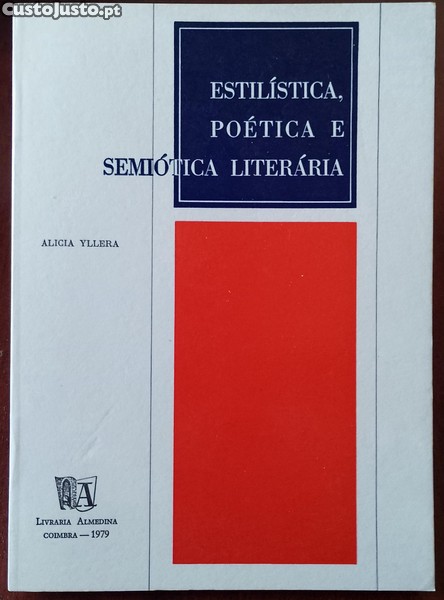 custojusto.pt
ESTILÍSTICA,
POÉTICA E
SEMIÓTICA LITERÁRIA
ALICIA YLLERA
LIVRARIA ALMEDINA
COIMBRA — 1979